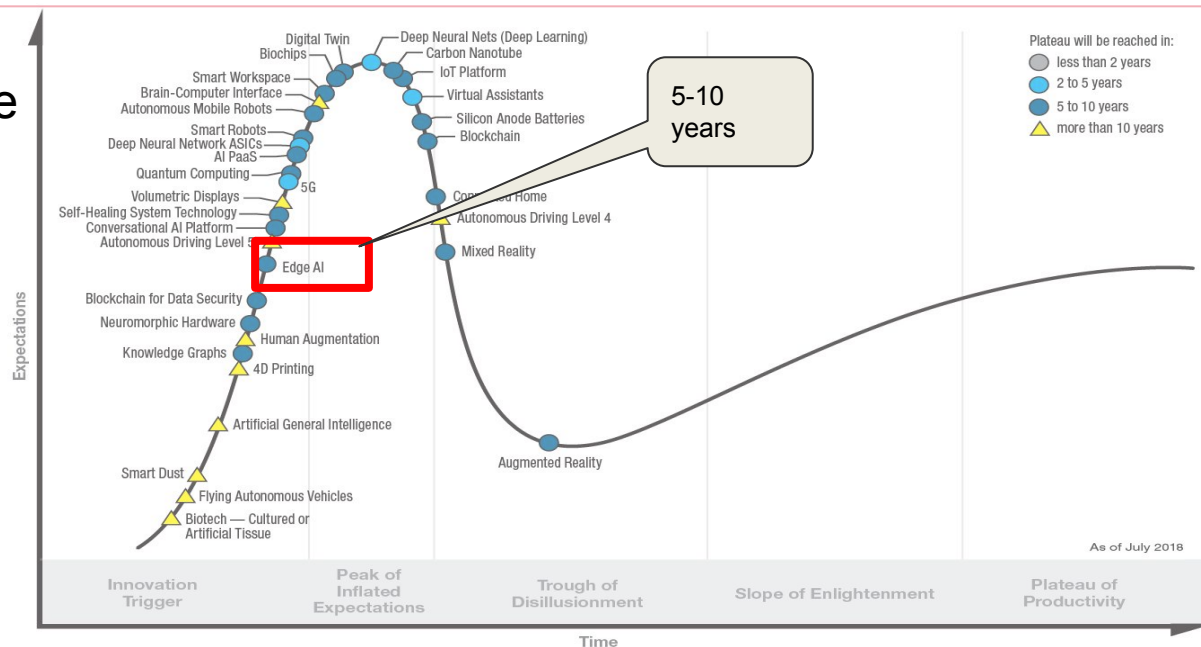 e
Expectations
Digital Twin
Biochips
Smart Workspace
Brain-Computer Interface
Autonomous Mobile Robots
Smart Robots
Deep Neural Network ASICs
AI PaaS
Quantum Computing
5G
Volumetric Displays
Self-Healing System Technology
Conversational AI Platform
Autonomous Driving Level 5
Edge AI
Blockchain for Data Security
Neuromorphic Hardware
Human Augmentation
Knowledge Graphs
4D Printing
Artificial General Intelligence
Smart Dust
Flying Autonomous Vehicles
Biotech — Cultured or
Artificial Tissue
Deep Neural Nets (Deep Learning)
Carbon Nanotube
IoT Platform
Virtual Assistants
Silicon Anode Batteries
Blockchain
Home
Autonomous Driving Level 4
Mixed Reality
Augmented Reality
5-10
years
Plateau will be reached in:
less than 2 years
2 to 5 years
5 to 10 years
more than 10 years
As of July 2018
Innovation
Trigger
Peak of
Inflated
Expectations
Trough of
Disillusionment
Slope of Enlightenment
Plateau of
Productivity
Time